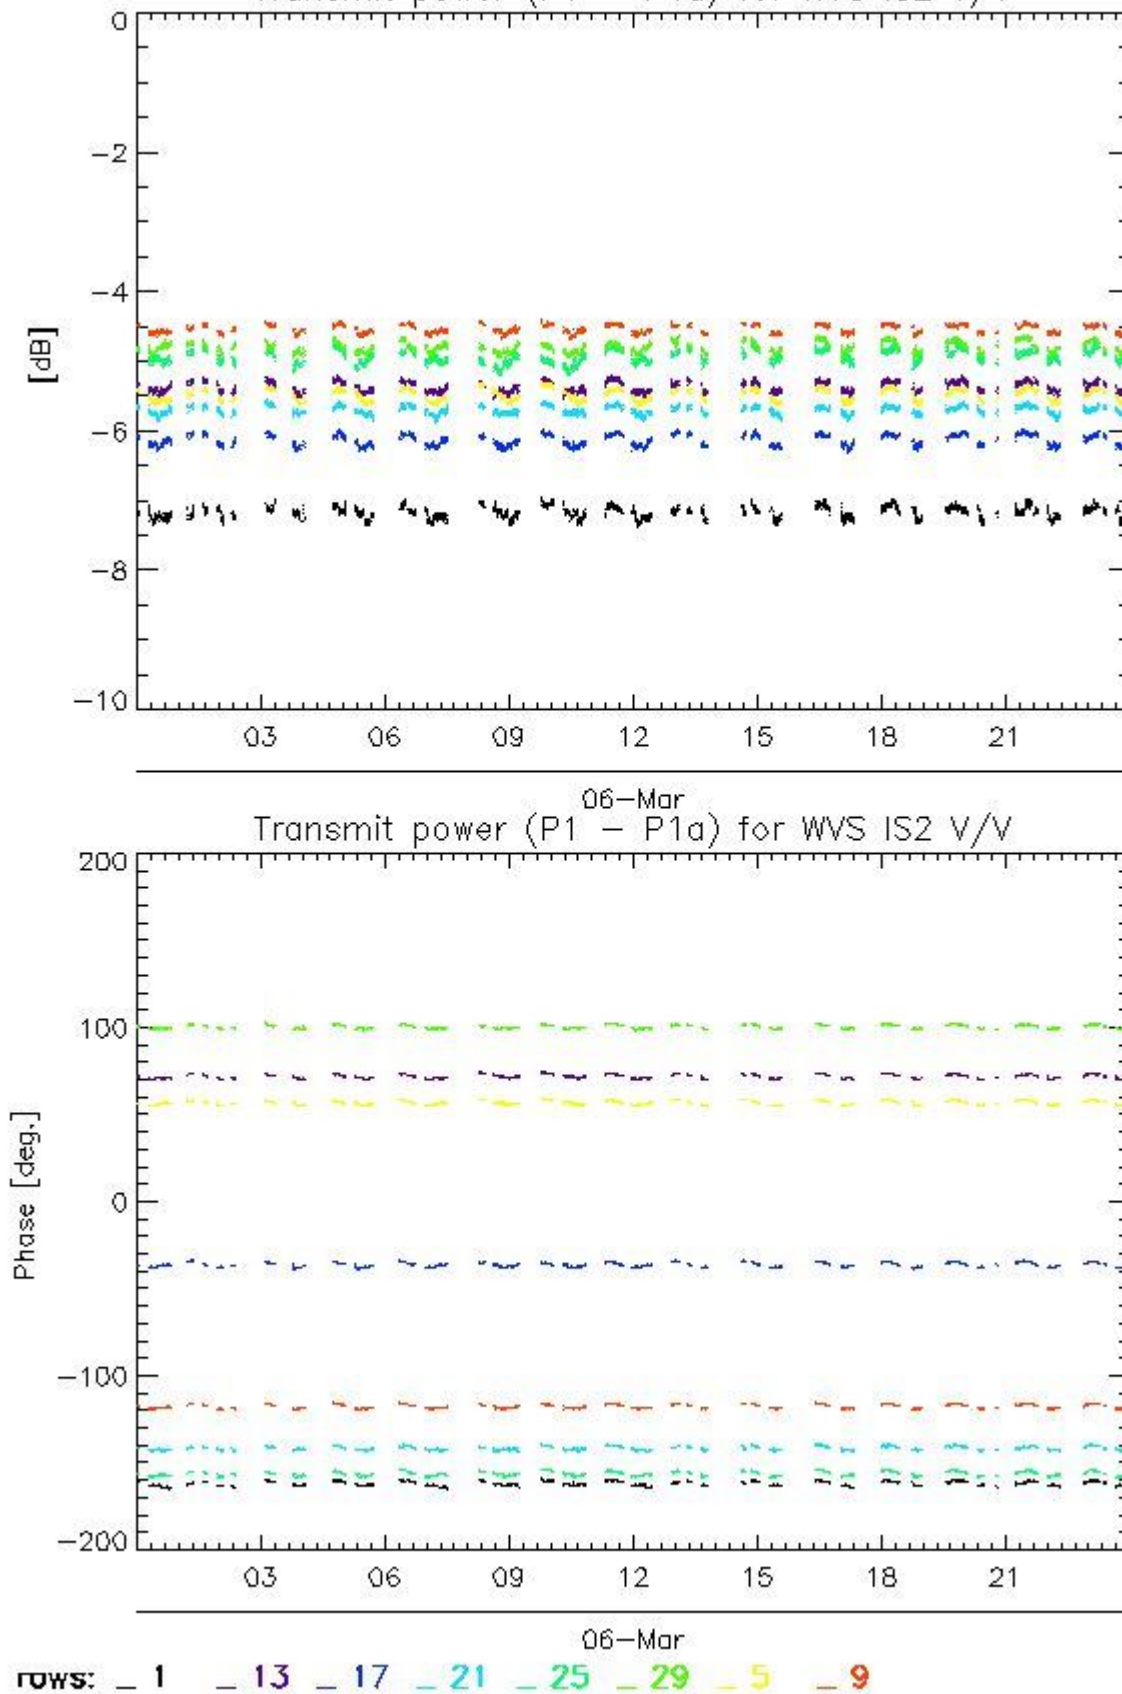 0
-2
-4
[dB]
-6
-8
-10
03 06 09 12 15 18 21
06-Mar
Transmit power (P1 - P1a) for WVS IS2 V/V
200
100
Phase [deg.]
0
-100
-200
03 06 09 12 15 18 21
06-Mar
rows: _ 1 _ 13 _ 17 _ 21 _ 25 _ 29 _ 5 _ 9